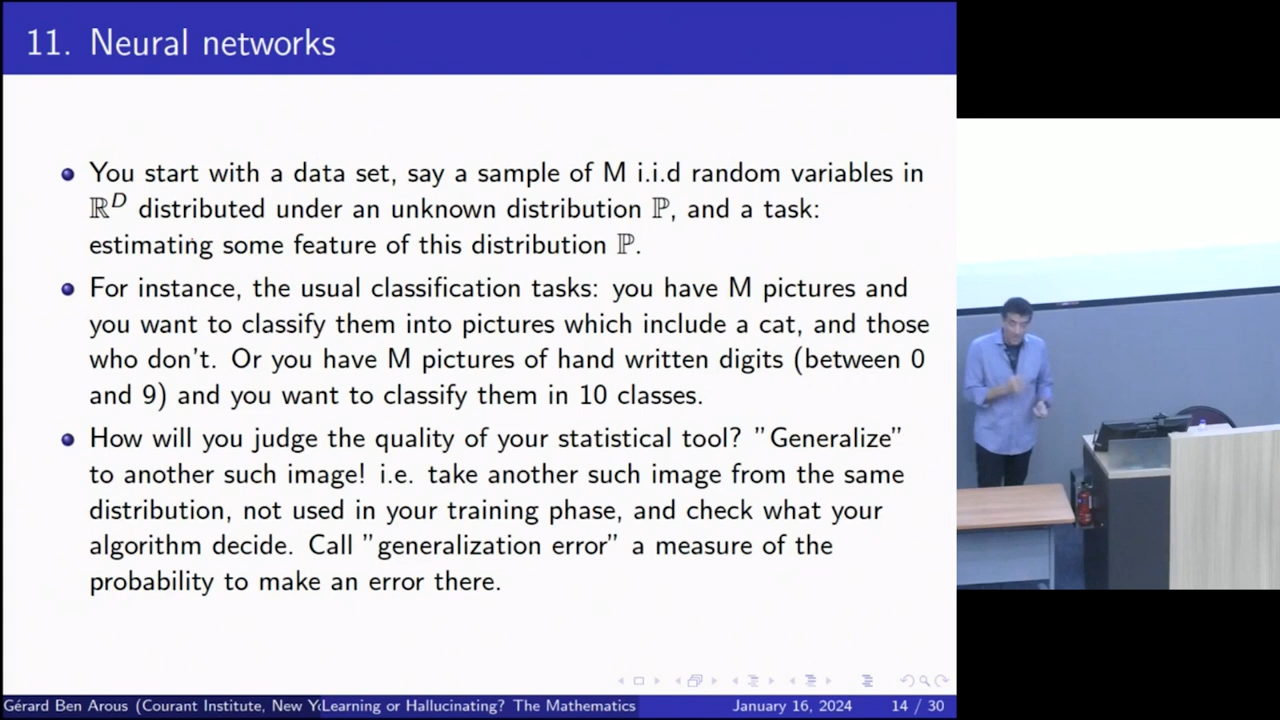 11. Neural networks
You start with a data set, say a sample of M i.i.d random variables in
ℝᴰ distributed under an unknown distribution ℙ, and a task:
estimating some feature of this distribution ℙ.
For instance, the usual classification tasks: you have M pictures and
you want to classify them into pictures which include a cat, and those
who don't. Or you have M pictures of hand written digits (between 0
and 9) and you want to classify them in 10 classes.
How will you judge the quality of your statistical tool? "Generalize"
to another such image! i.e. take another such image from the same
distribution, not used in your training phase, and check what your
algorithm decide. Call "generalization error" a measure of the
probability to make an error there.
Gérard Ben Arous (Courant Institute, New Y Learning or Hallucinating? The Mathematics January 16, 2024 14 / 30